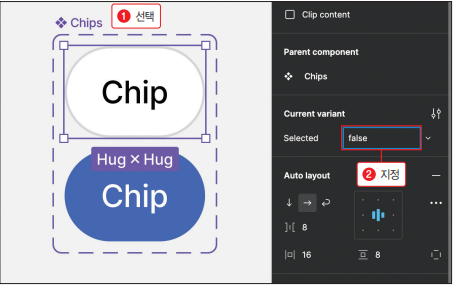 Chips
1 선택
Chip
Hug × Hug
Chip
Clip content
Parent component
Chips
Current variant
Selected
false
Auto layout
2 지정
8
16
8